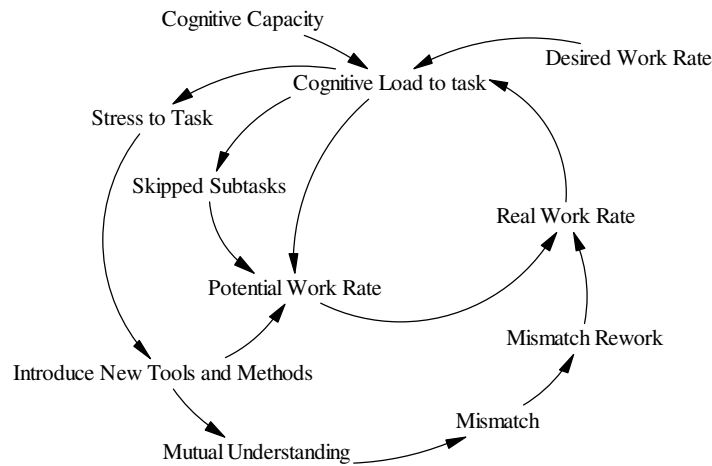 Cognitive Capacity
Desired Work Rate
Cognitive Load to task
Stress to Task
Skipped Subtasks
Real Work Rate
Potential Work Rate
Mismatch Rework
Introduce New Tools and Methods
Mismatch
Mutual Understanding